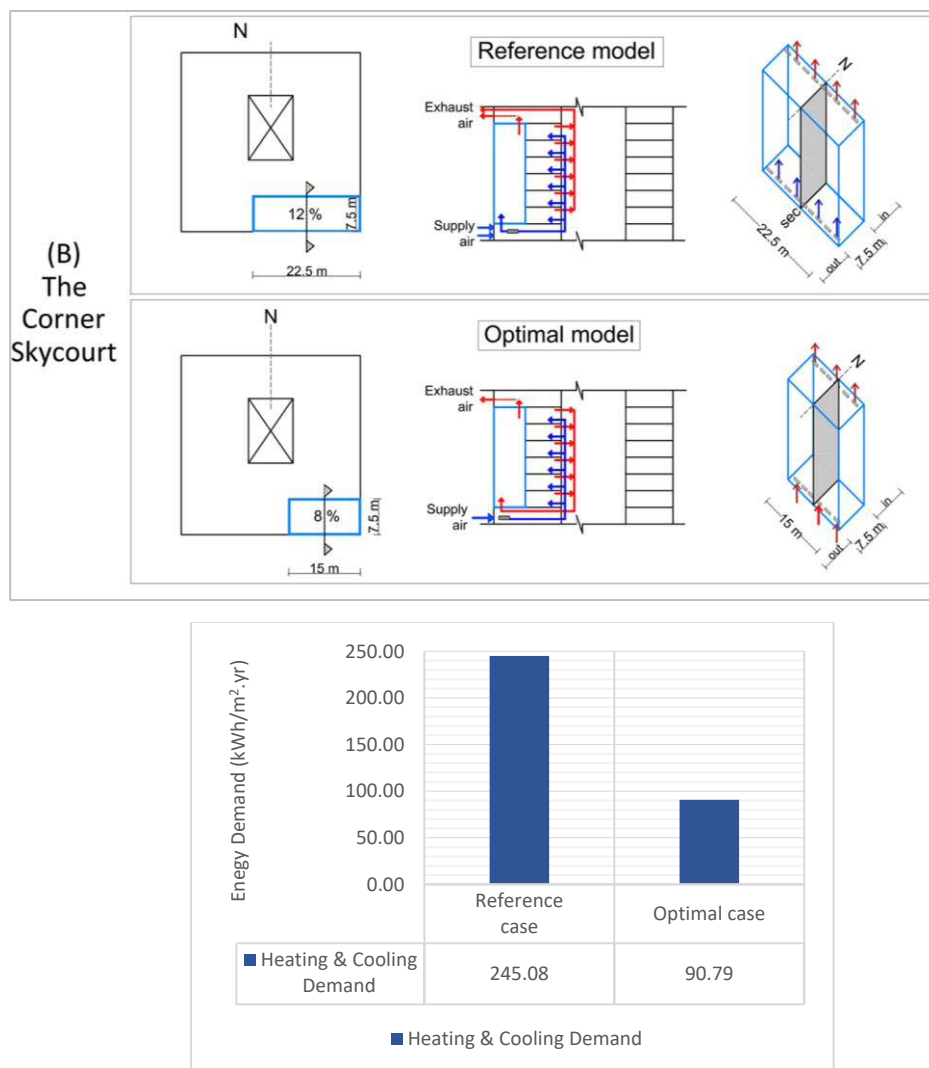 (B)
The
Corner
Skycourt
N
12 %
7.5 m
22.5 m
Reference model
Exhaust
air
Supply
air
N
sec
22.5 m
out
in
7.5 m
N
8 %
7.5 m
15 m
Optimal model
Exhaust
air
Supply
air
N
15 m
out
in
7.5 m
Enegy Demand (kWh/m².yr)
250.00
200.00
150.00
100.00
50.00
0.00
Reference
case
Optimal case
Heating & Cooling
Demand
245.08
90.79
Heating & Cooling Demand